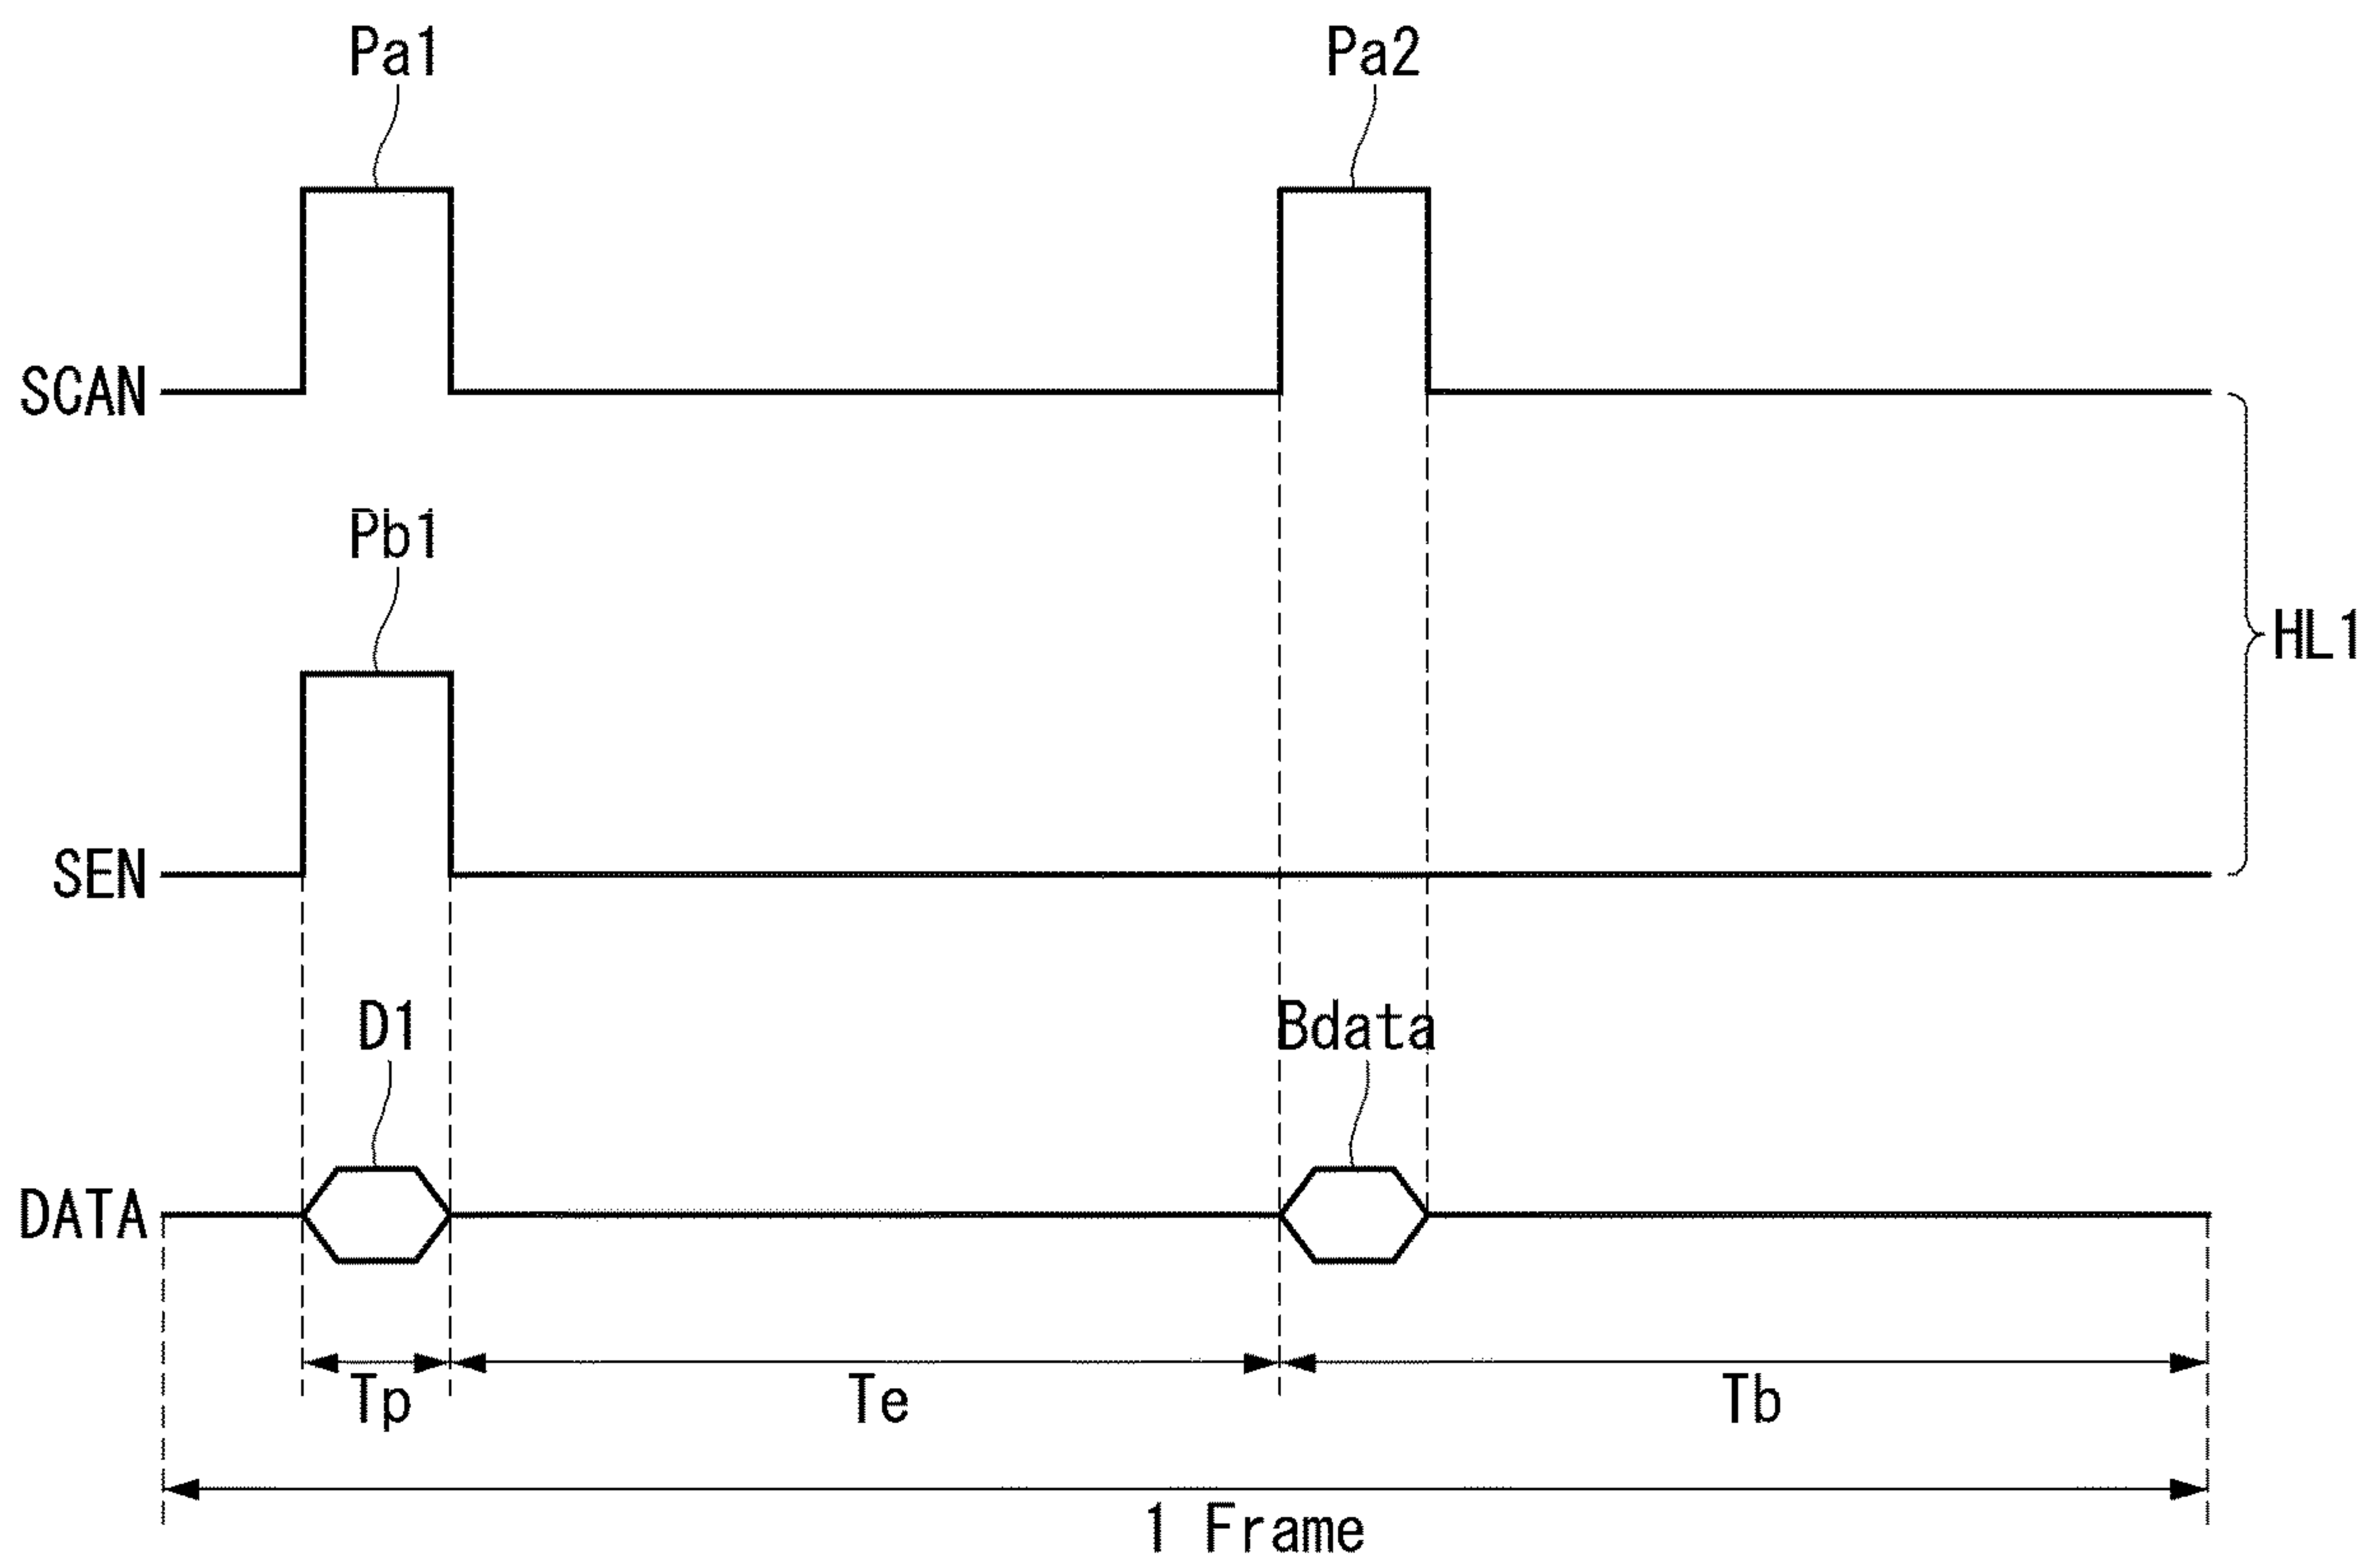 Pa1 Pa2
SCAN
Pb1
HL1
SEN
D1 Bdata
DATA
Tp Te Tb
1 Frame